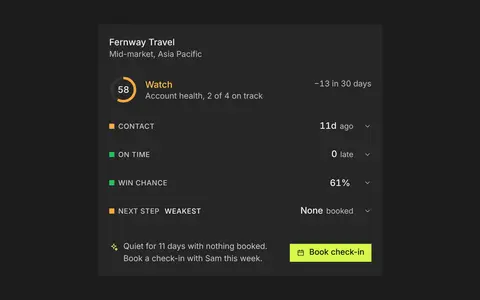 Fernway Travel
Mid-market, Asia Pacific
58
Watch
−13 in 30 days
Account health, 2 of 4 on track
CONTACT 11d ago
ON TIME 0 late
WIN CHANCE 61%
NEXT STEP WEAKEST None booked
Quiet for 11 days with nothing booked.
Book a check-in with Sam this week.
Book check-in